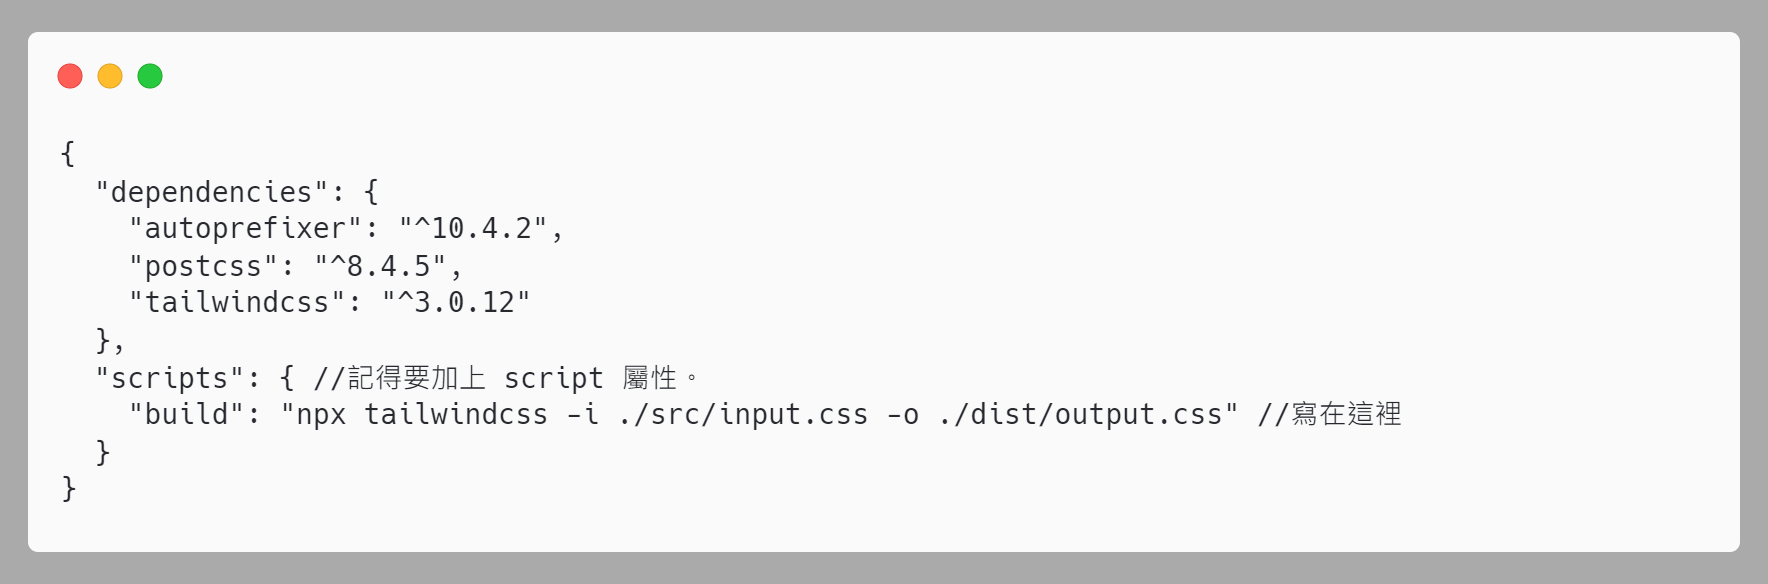 {
  "dependencies": {
    "autoprefixer": "^10.4.2",
    "postcss": "^8.4.5",
    "tailwindcss": "^3.0.12"
  },
  "scripts": { //記得要加上 script 屬性。
    "build": "npx tailwindcss -i ./src/input.css -o ./dist/output.css" //寫在這裡
  }
}